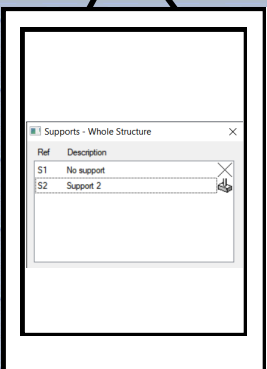 Supports - Whole Structure
Ref Description
S1 No support
S2 Support 2